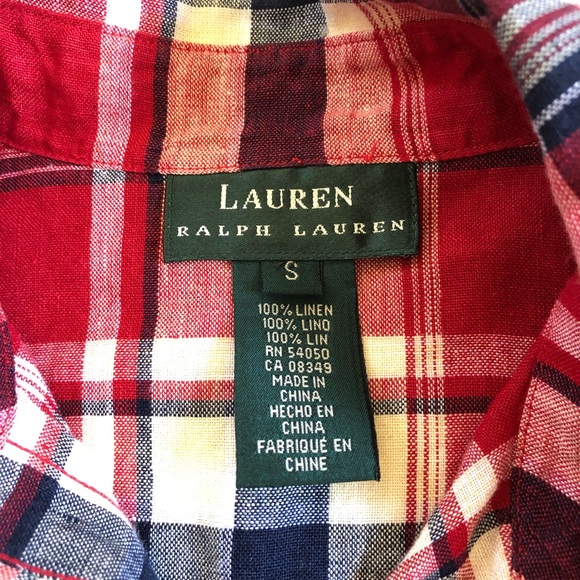 LAUREN
RALPH LAUREN
S
100% LINEN
100% LINO
100% LIN
RN 54050
CA 08349
MADE IN
CHINA
HECHO EN
CHINA
FABRIQUÉ EN
CHINE